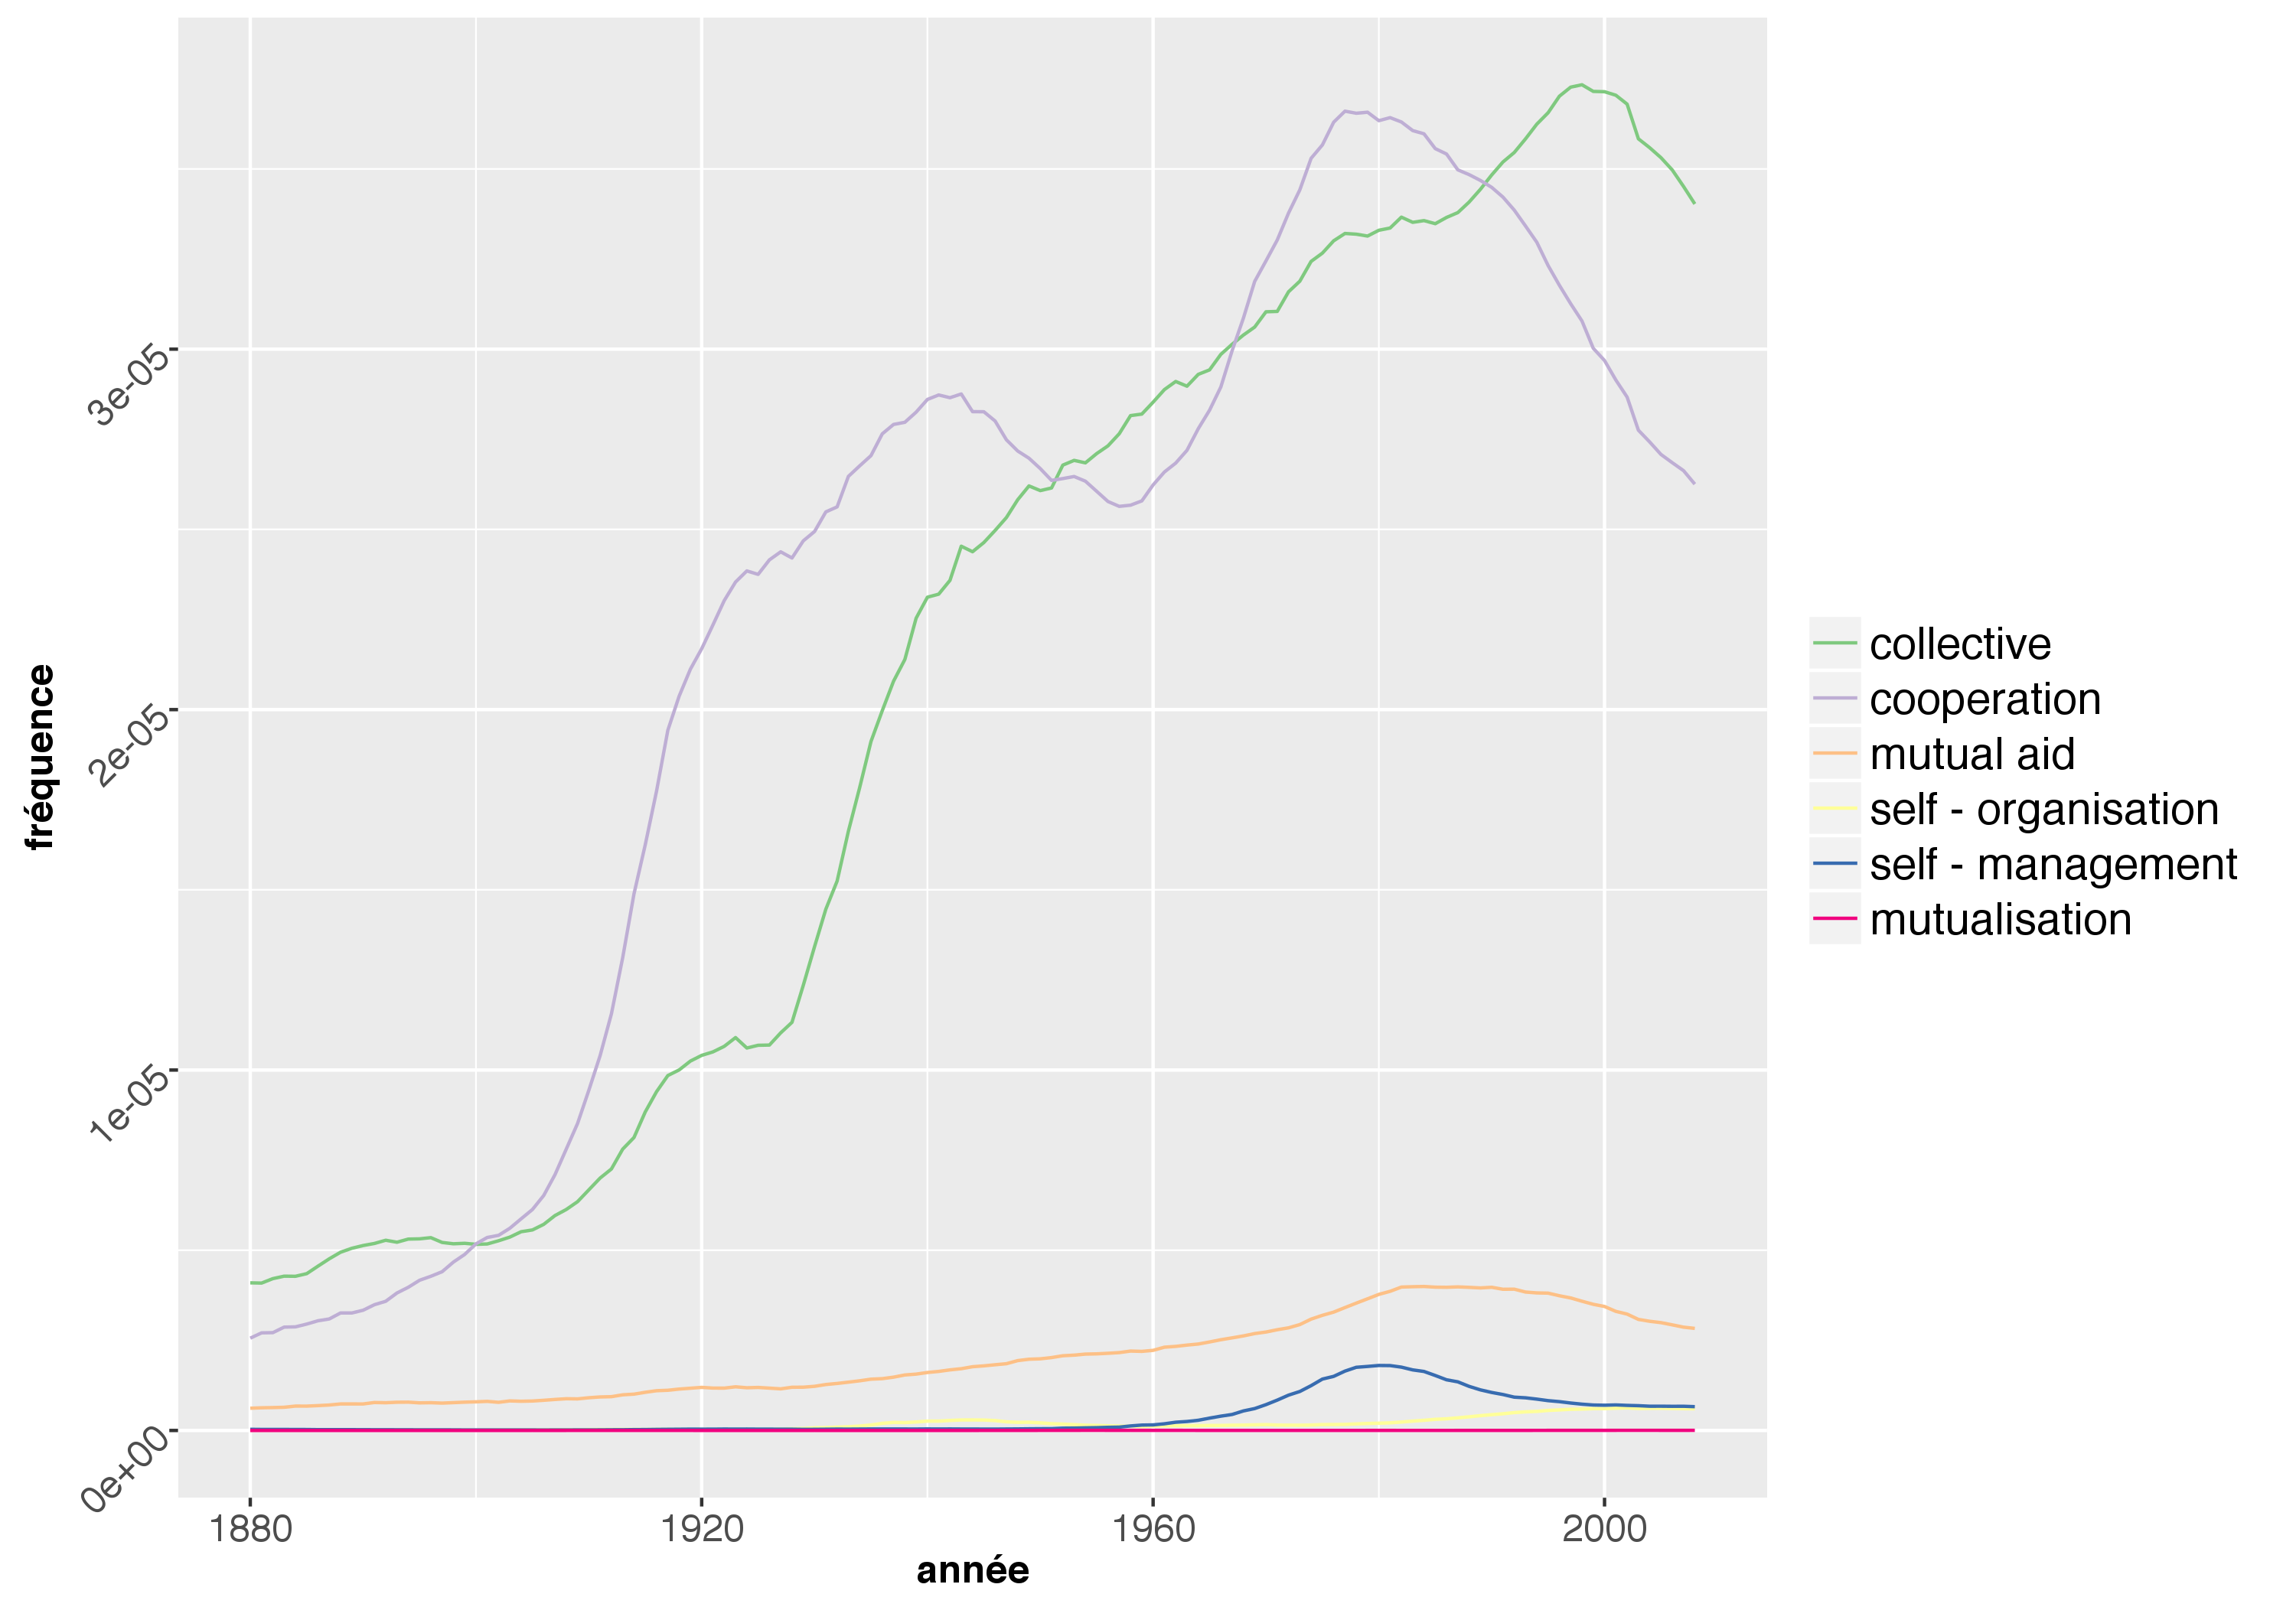 fréquence
3e-05
2e-05
1e-05
0e+00
1880
1920
1960
2000
année
collective
cooperation
mutual aid
self - organisation
self - management
mutualisation